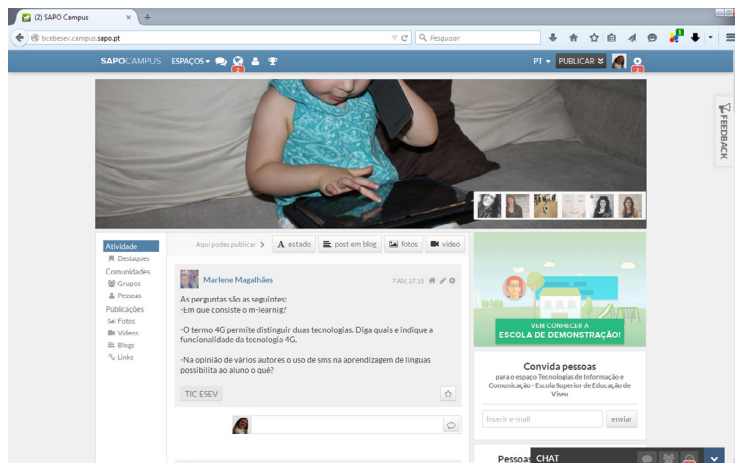 (2) SAPO Campus
ticebesev.campus.sapo.pt
Pesquisar
1
SAPOCAMPUS ESPAÇOS
2
PT PUBLICAR
2
FEEDBACK
Atividade
Destaques
Comunidades
Grupos
Pessoas
Publicações
Fotos
Vídeos
Blogs
Links
Aqui podes publicar > A estado post em blog fotos vídeo
Marlene Magalhães 7 Abr, 17:15
As perguntas são as seguintes:
-Em que consiste o m-learnig?
-O termo 4G permite distinguir duas tecnologias. Diga quais e indique a
funcionalidade da tecnologia 4G.
-Na opinião de vários autores o uso de sms na aprendizagem de línguas
possibilita ao aluno o quê?
TIC ESEV
VEM CONHECER A
ESCOLA DE DEMONSTRAÇÃO!
Convida pessoas
para o espaço Tecnologias de Informação e
Comunicação - Escola Superior de Educação de
Viseu
Inserir e-mail enviar
Pessoas
CHAT